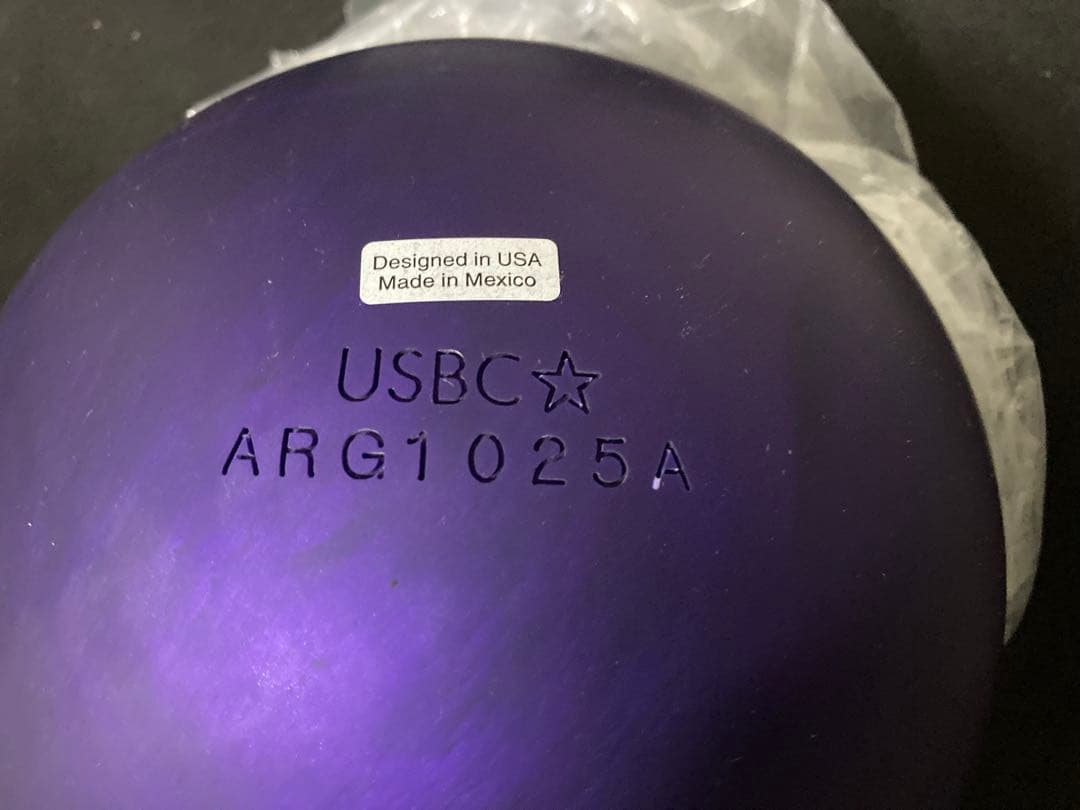 Designed in USA
Made in Mexico
USBC☆
ARG1025A